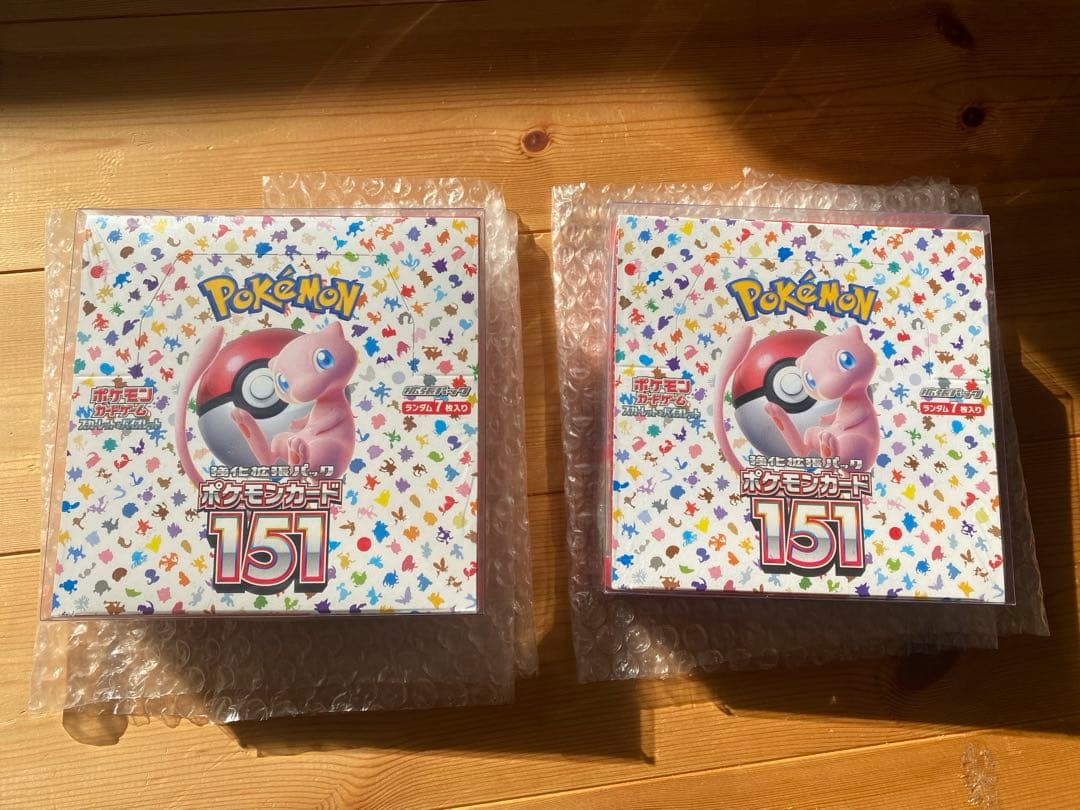 POKéMON
ポケモン
カードゲーム
スカーレット&バイオレット
拡張パック
ランダム7枚入り
強化拡張パック
ポケモンカード
151
POKéMON
ポケモン
カードゲーム
スカーレット&バイオレット
拡張パック
ランダム7枚入り
強化拡張パック
ポケモンカード
151